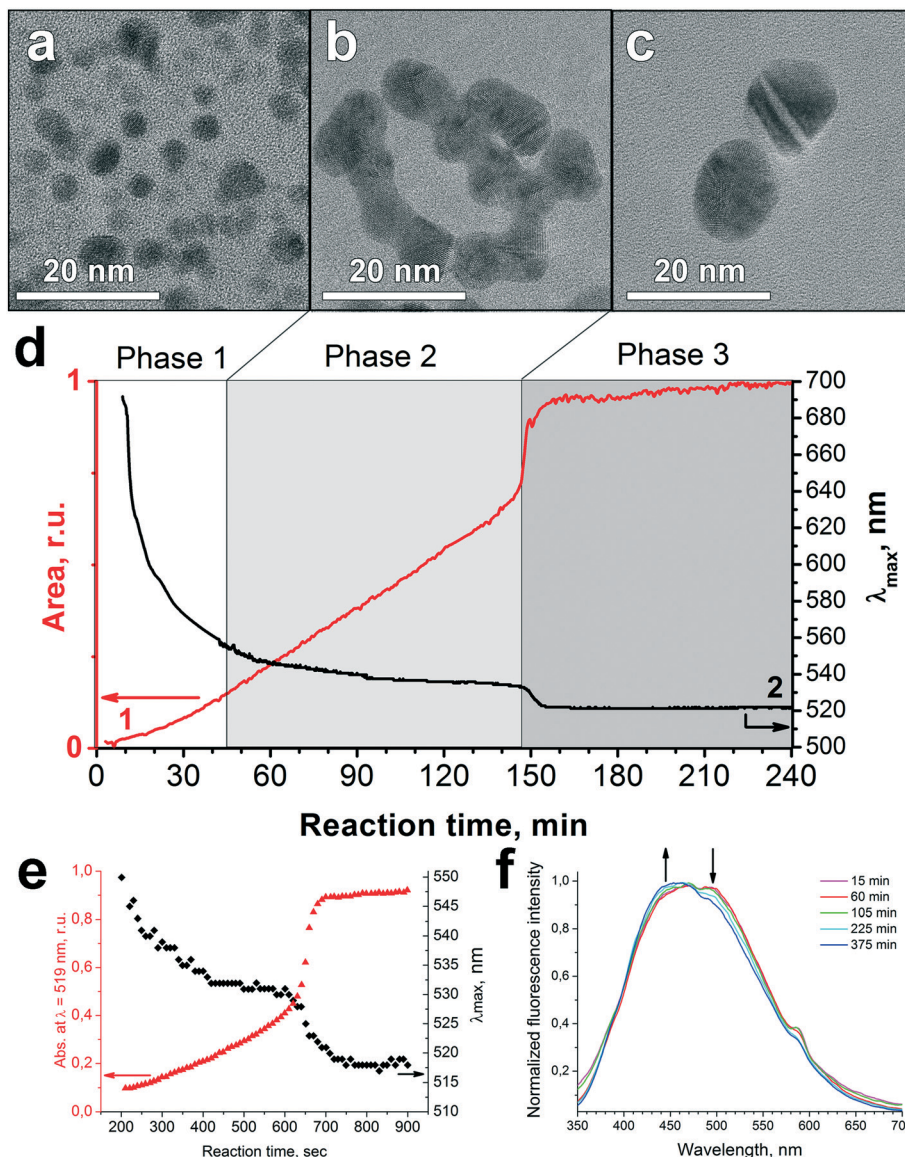 a
b
c
20 nm
20 nm
20 nm
d
Phase 1
Phase 2
Phase 3
1
0
Area, r.u.
1
2
700
680
660
640
620
600
580
560
540
520
500
λmax, nm
0 30 60 90 120 150 180 210 240
Reaction time, min
e
1,0
0,8
0,6
0,4
0,2
0,0
Abs. at λ = 519 nm, r.u.
550
545
540
535
530
525
520
515
510
λmax, nm
200 300 400 500 600 700 800 900
Reaction time, sec
f
1,0
0,8
0,6
0,4
0,2
Normalized fluorescence intensity
15 min
60 min
105 min
225 min
375 min
350 400 450 500 550 600 650 70
Wavelength, nm